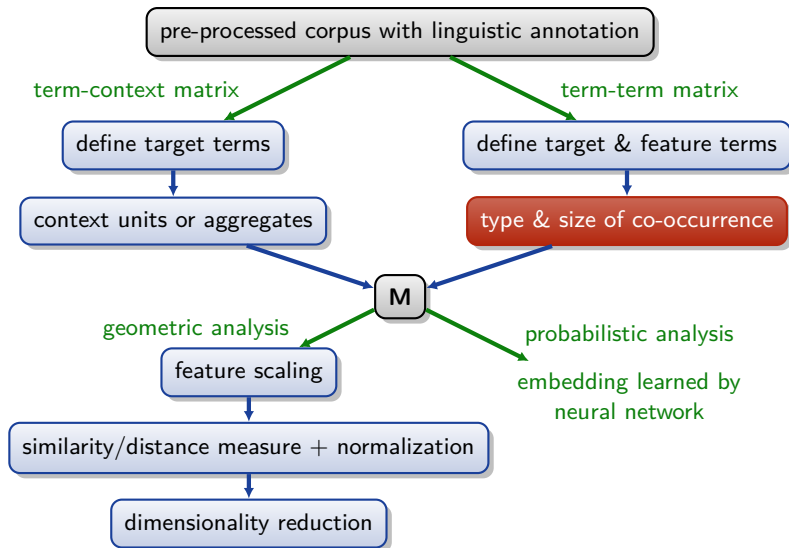 pre-processed corpus with linguistic annotation
term-context matrix
term-term matrix
define target terms
define target & feature terms
context units or aggregates
type & size of co-occurrence
M
geometric analysis
probabilistic analysis
feature scaling
embedding learned by
neural network
similarity/distance measure + normalization
dimensionality reduction